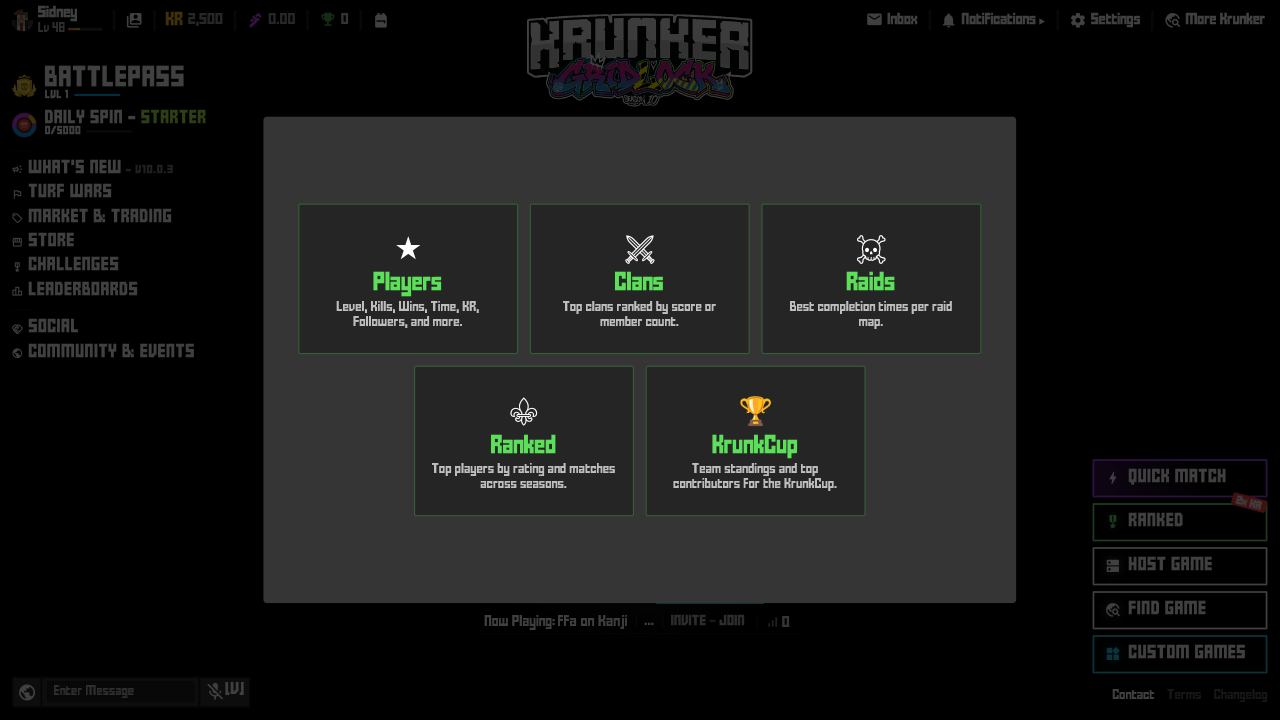 Sidney
Lv 48
KR 2,500
0.00
0
KRUNKER
GRIDLOCK
Inbox
Notifications ▸
Settings
More Krunker
BATTLEPASS
LVL 1
DAILY SPIN - STARTER
0/5000
WHAT'S NEW - V10.0.3
TURF WARS
MARKET & TRADING
STORE
CHALLENGES
LEADERBOARDS
SOCIAL
COMMUNITY & EVENTS
Players
Level, Kills, Wins, Time, KR,
Followers, and more.
Clans
Top clans ranked by score or
member count.
Raids
Best completion times per raid
map.
Ranked
Top players by rating and matches
across seasons.
KrunkCup
Team standings and top
contributors for the KrunkCup.
QUICK MATCH
2x KR
RANKED
HOST GAME
FIND GAME
CUSTOM GAMES
Now Playing: FFa on Kanji
...
INVITE - JOIN
0
Enter Message
[V]
Contact
Terms
Changelog